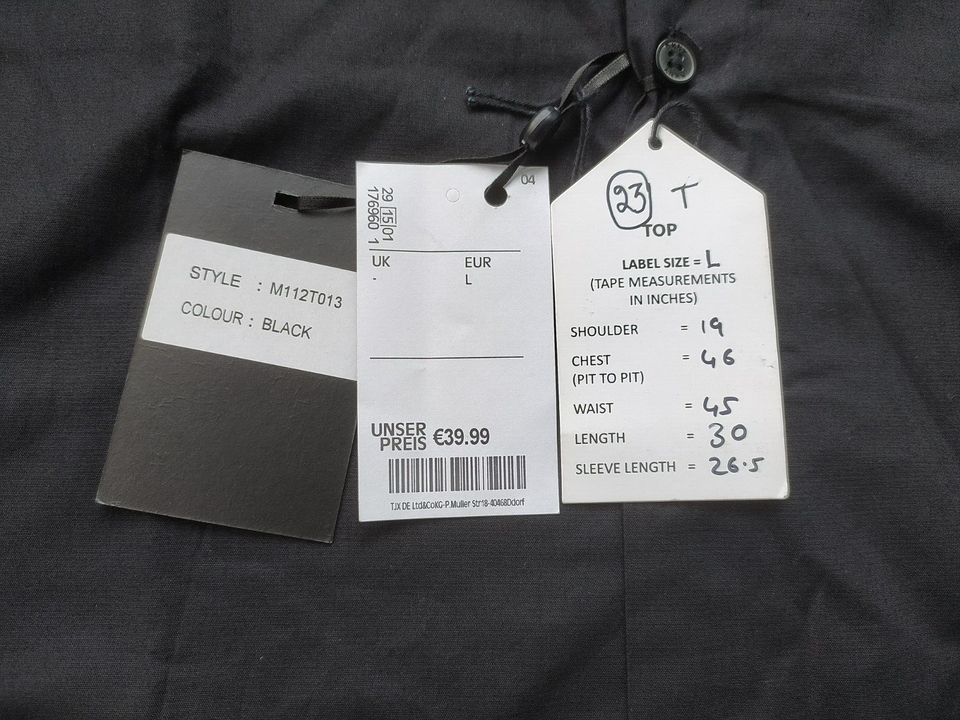 STYLE : M112T013
COLOUR : BLACK
04
29 15 01
176960 1
UK EUR
- L
UNSER
PREIS €39.99
TJX DE Ltd&CoKG-P.Muller Str18-40468Ddorf
23 T
TOP
LABEL SIZE = L
(TAPE MEASUREMENTS
IN INCHES)
SHOULDER = 19
CHEST = 46
(PIT TO PIT)
WAIST = 45
LENGTH = 30
SLEEVE LENGTH = 26.5